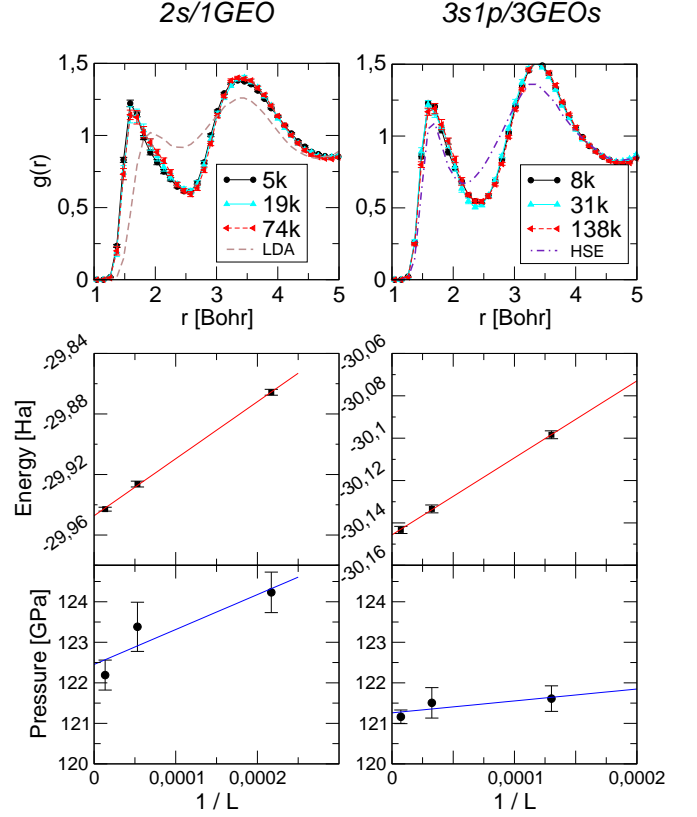 2s/1GEO
3s1p/3GEOs
1,5
1
0,5
0
g(r)
5k
19k
74k
LDA
1 2 3 4 5
r [Bohr]
1,5
1
0,5
0
8k
31k
138k
HSE
1 2 3 4 5
r [Bohr]
-29,84
-29,88
-29,92
-29,96
Energy [Ha]
-30,06
-30,08
-30,1
-30,12
-30,14
-30,16
124
123
122
121
120
Pressure [GPa]
0 0,0001 0,0002
1 / L
124
123
122
121
120
0 0,0001 0,0002
1 / L